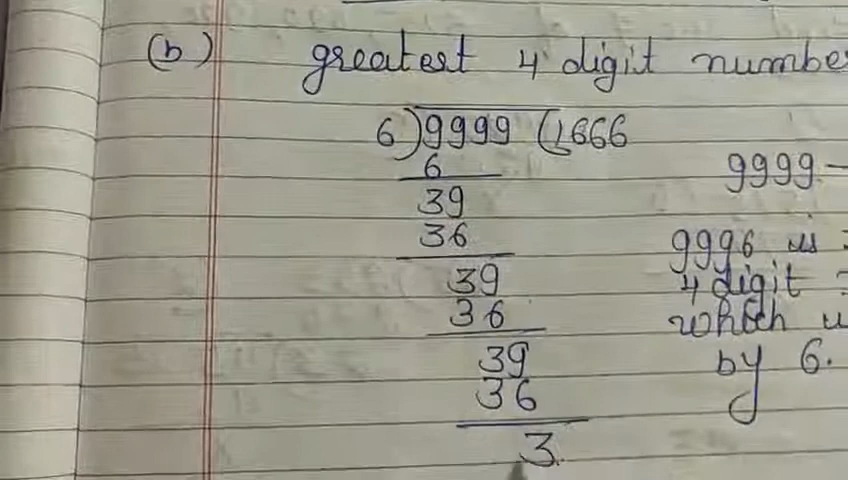 (b) greatest 4 digit number
6)9999(1666
6
9999-
39
36
9996 is
39
4 digit
36
which
39
by 6.
36
3